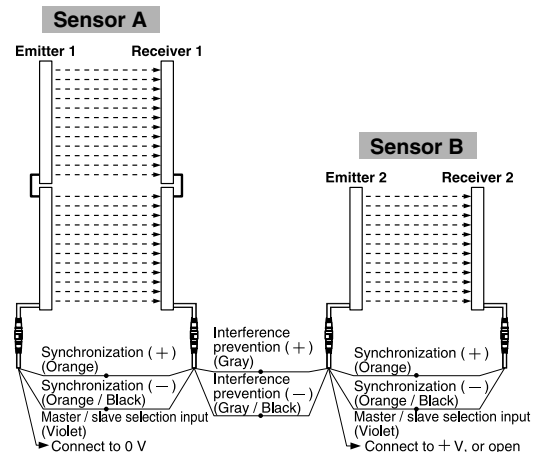 Sensor A
Emitter 1
Receiver 1
Sensor B
Emitter 2
Receiver 2
Synchronization (+)
(Orange)
Synchronization (−)
(Orange / Black)
Master / slave selection input
(Violet)
Connect to 0 V
Interference
prevention (+)
(Gray)
Interference
prevention (−)
(Gray / Black)
Synchronization (+)
(Orange)
Synchronization (−)
(Orange / Black)
Master / slave selection input
(Violet)
Connect to + V, or open